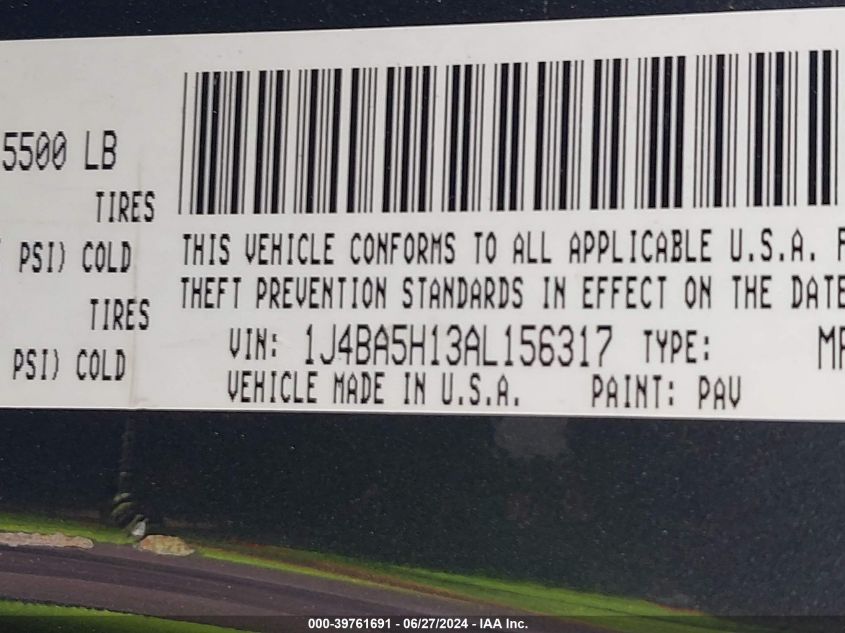 5500 LB
TIRES
PSI) COLD
TIRES
PSI) COLD
THIS VEHICLE CONFORMS TO ALL APPLICABLE U.S.A. F
THEFT PREVENTION STANDARDS IN EFFECT ON THE DATE
VIN: 1J4BA5H13AL156317 TYPE: MP
VEHICLE MADE IN U.S.A. PAINT: PAV
000-39761691 - 06/27/2024 - IAA Inc.